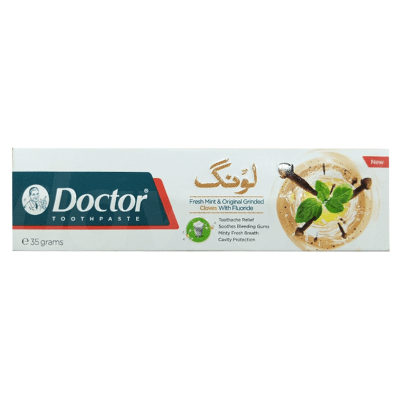 Doctor®
TOOTHPASTE
℮ 35 grams
لونگ
Fresh Mint & Original Grinded
Cloves With Fluoride
Toothache Relief
Soothes Bleeding Gums
Minty Fresh Breath
Cavity Protection
New